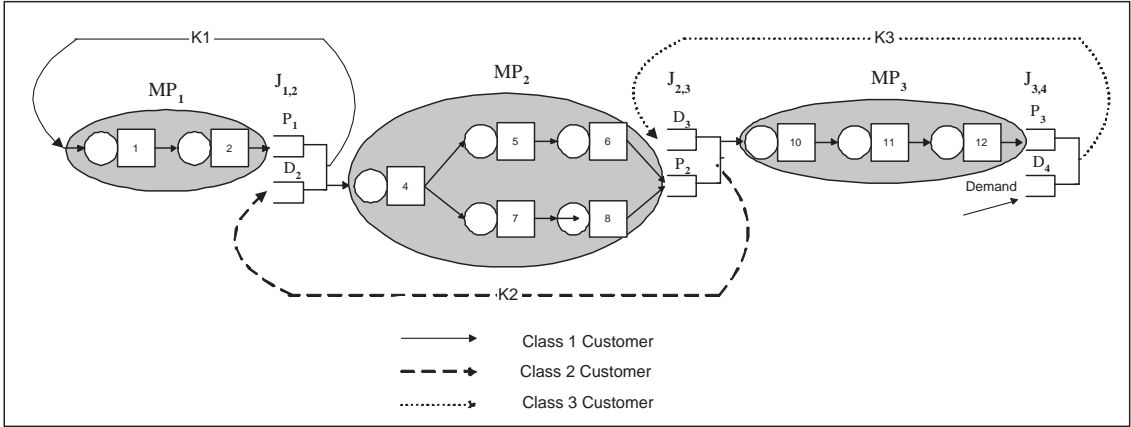 K1
K3
MP1
J1,2
MP2
J2,3
MP3
J3,4
P1
D2
D3
P2
P3
D4
1
2
4
5
6
7
8
10
11
12
Demand
K2
Class 1 Customer
Class 2 Customer
Class 3 Customer